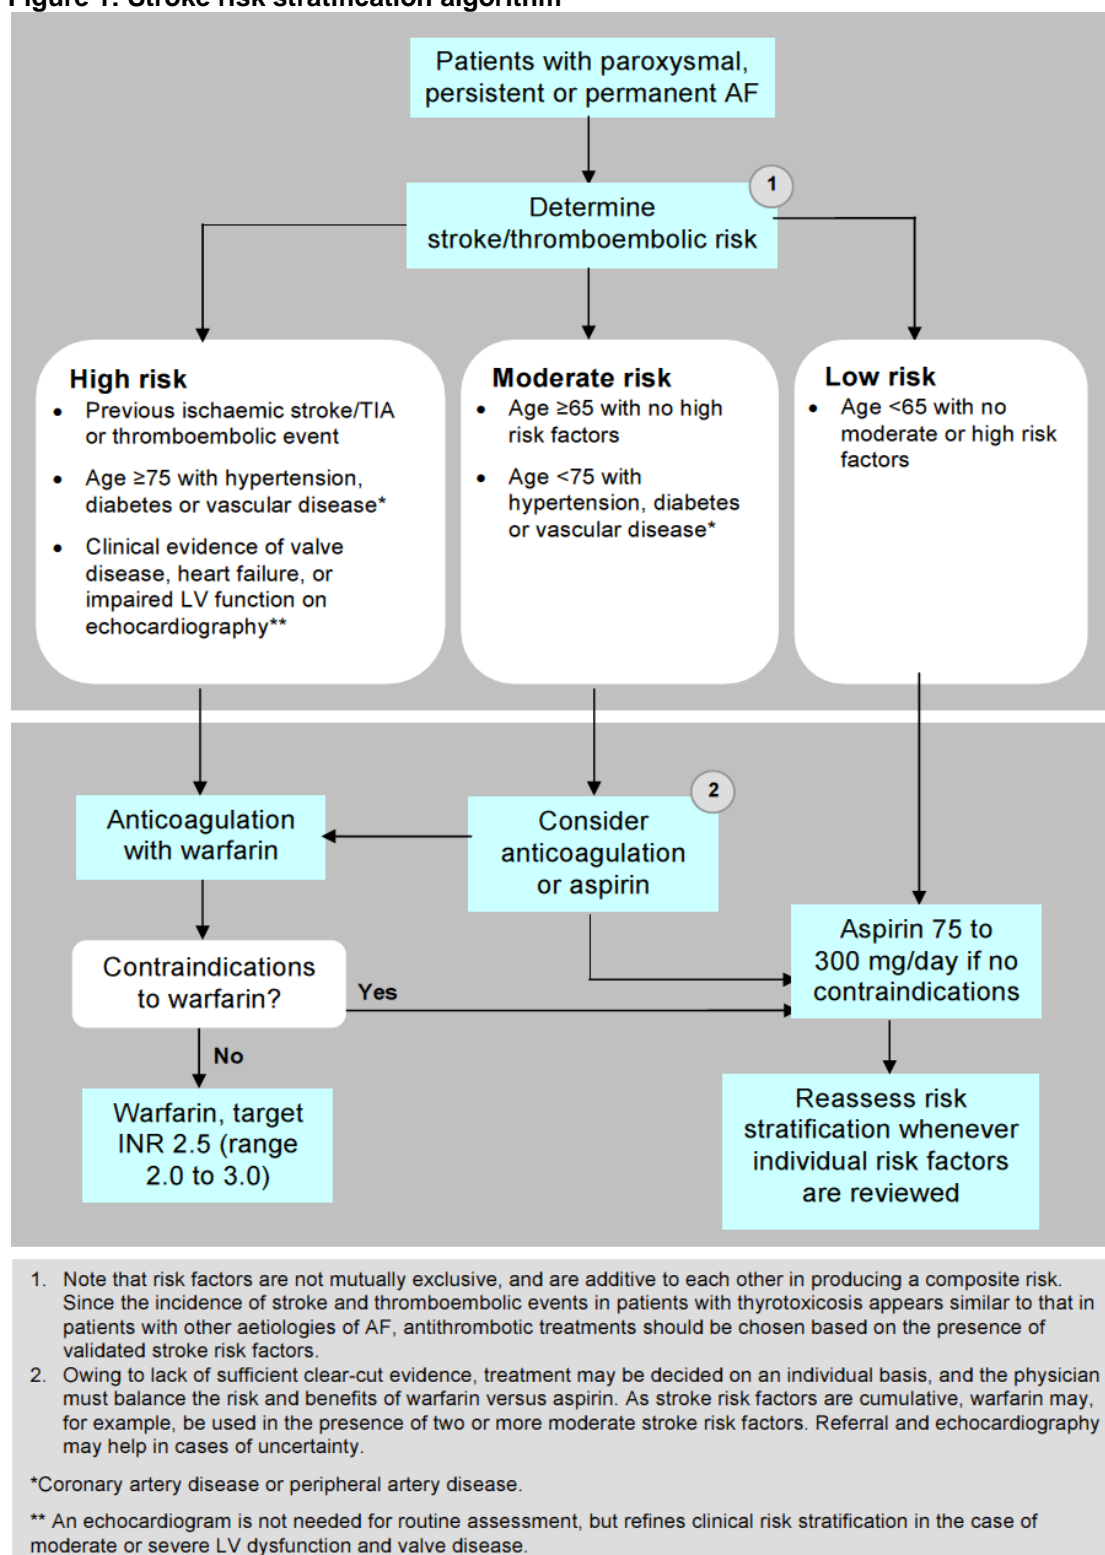 Figure 1. Stroke risk stratification algorithm
Patients with paroxysmal,
persistent or permanent AF
1
Determine
stroke/thromboembolic risk
High risk
• Previous ischaemic stroke/TIA
or thromboembolic event
• Age ≥75 with hypertension,
diabetes or vascular disease*
• Clinical evidence of valve
disease, heart failure, or
impaired LV function on
echocardiography**
Moderate risk
• Age ≥65 with no high
risk factors
• Age <75 with
hypertension, diabetes
or vascular disease*
Low risk
• Age <65 with no
moderate or high risk
factors
Anticoagulation
with warfarin
2
Consider
anticoagulation
or aspirin
Contraindications
to warfarin?
Yes
Aspirin 75 to
300 mg/day if no
contraindications
No
Warfarin, target
INR 2.5 (range
2.0 to 3.0)
Reassess risk
stratification whenever
individual risk factors
are reviewed
1. Note that risk factors are not mutually exclusive, and are additive to each other in producing a composite risk.
Since the incidence of stroke and thromboembolic events in patients with thyrotoxicosis appears similar to that in
patients with other aetiologies of AF, antithrombotic treatments should be chosen based on the presence of
validated stroke risk factors.
2. Owing to lack of sufficient clear-cut evidence, treatment may be decided on an individual basis, and the physician
must balance the risk and benefits of warfarin versus aspirin. As stroke risk factors are cumulative, warfarin may,
for example, be used in the presence of two or more moderate stroke risk factors. Referral and echocardiography
may help in cases of uncertainty.
*Coronary artery disease or peripheral artery disease.
** An echocardiogram is not needed for routine assessment, but refines clinical risk stratification in the case of
moderate or severe LV dysfunction and valve disease.